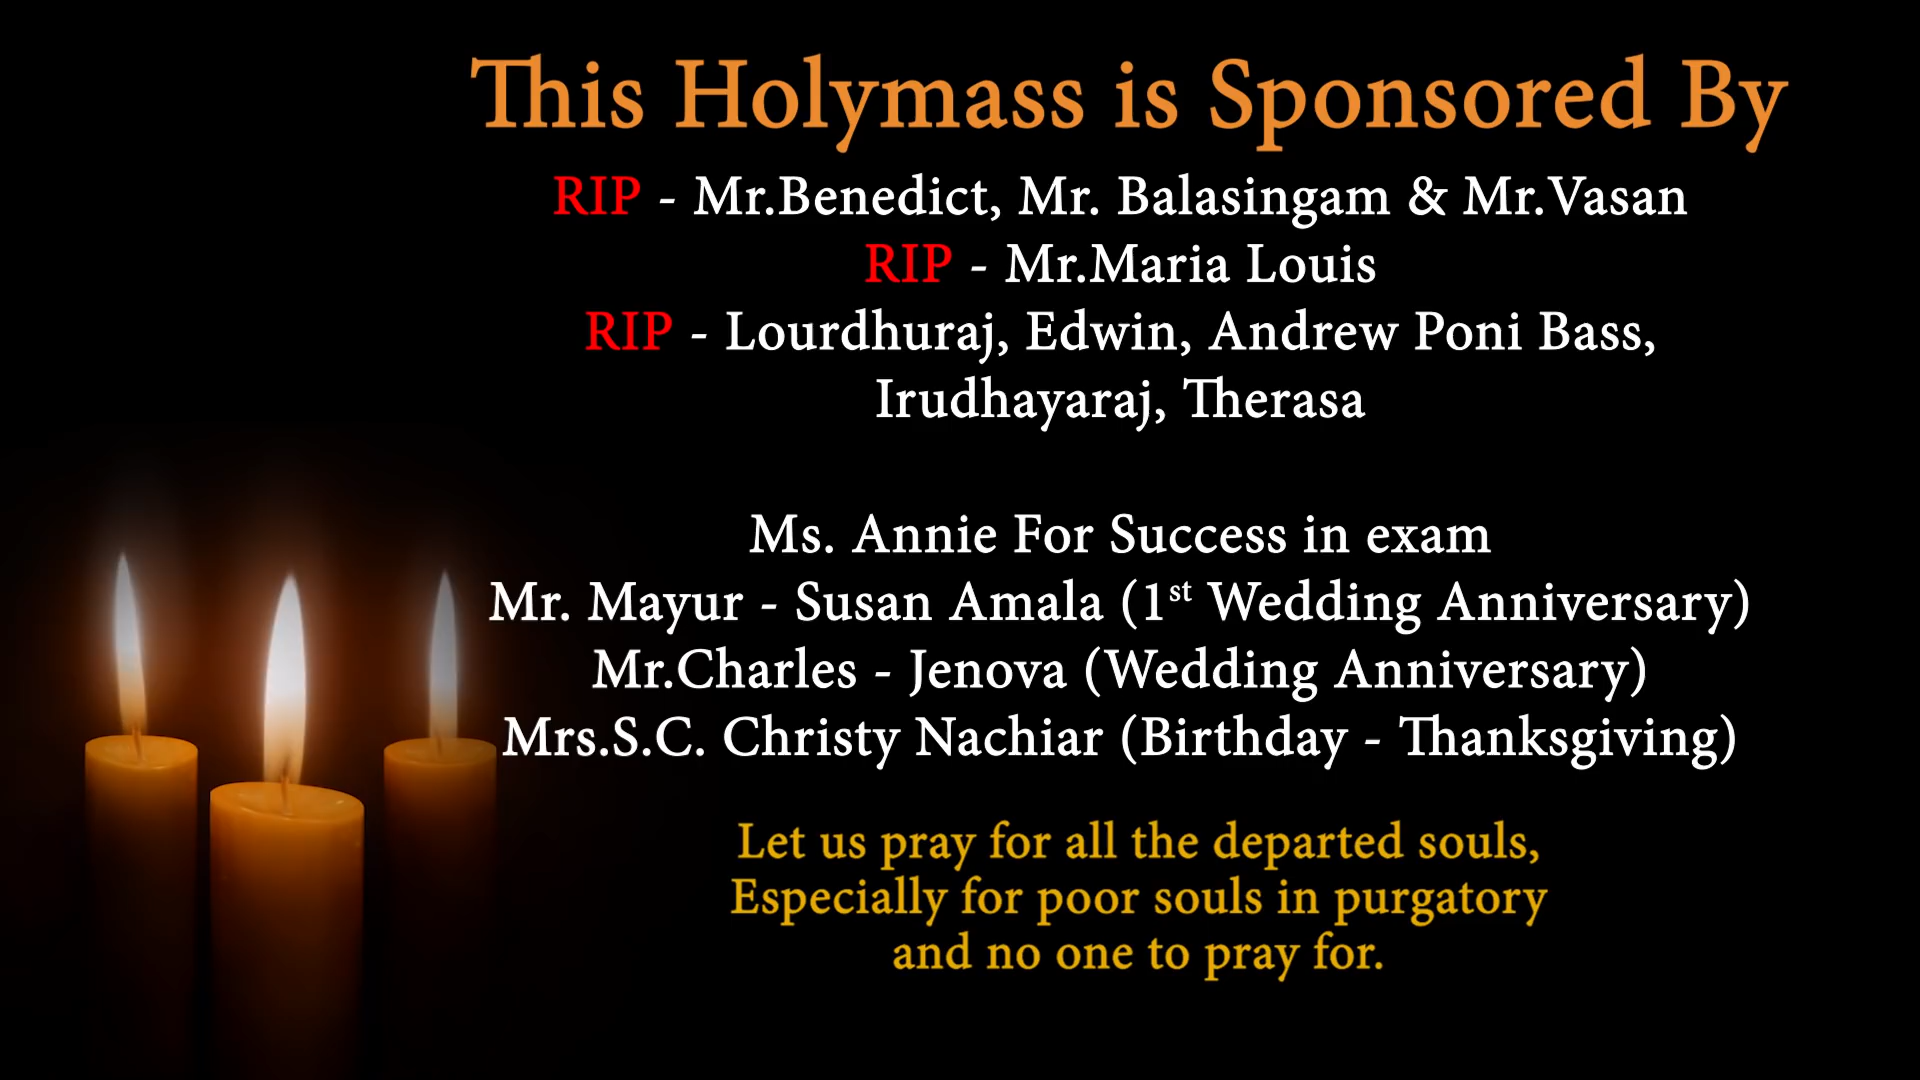 This Holymass is Sponsored By
RIP - Mr.Benedict, Mr. Balasingam & Mr.Vasan
RIP - Mr.Maria Louis
RIP - Lourdhuraj, Edwin, Andrew Poni Bass,
Irudhayaraj, Therasa
Ms. Annie For Success in exam
Mr. Mayur - Susan Amala (1st Wedding Anniversary)
Mr.Charles - Jenova (Wedding Anniversary)
Mrs.S.C. Christy Nachiar (Birthday - Thanksgiving)
Let us pray for all the departed souls,
Especially for poor souls in purgatory
and no one to pray for.